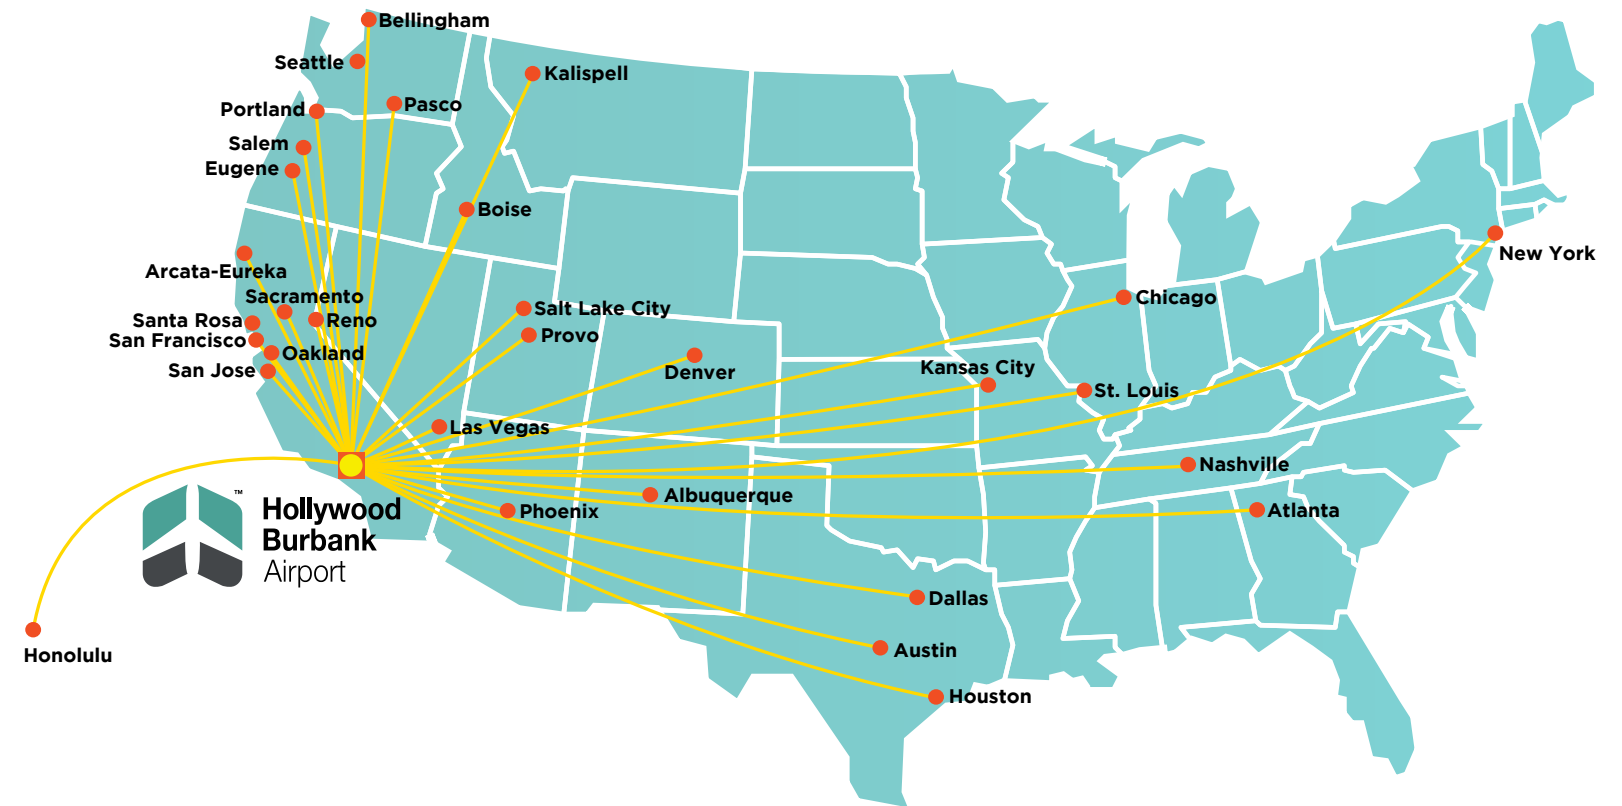 Bellingham
Seattle
Kalispell
Portland
Pasco
Salem
Eugene
Boise
New York
Arcata-Eureka
Sacramento
Chicago
Salt Lake City
Santa Rosa
Reno
Provo
San Francisco
Oakland
Kansas City
San Jose
Denver
St. Louis
Las Vegas
Nashville
Albuquerque
™
Hollywood
Burbank
Airport
Phoenix
Atlanta
Dallas
Austin
Honolulu
Houston